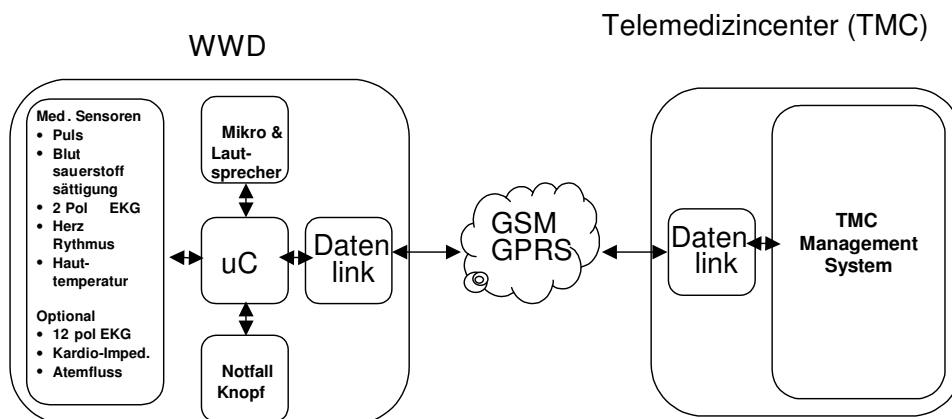 WWD
Telemedizincenter (TMC)
Med. Sensoren
• Puls
• Blut
sauerstoff
sättigung
• 2 Pol EKG
• Herz
Rythmus
• Haut-
temperatur
Optional
• 12 pol EKG
• Kardio-Imped.
• Atemfluss
Mikro &
Laut-
sprecher
uC
Notfall
Knopf
Daten
link
GSM
GPRS
Daten
link
TMC
Management
System